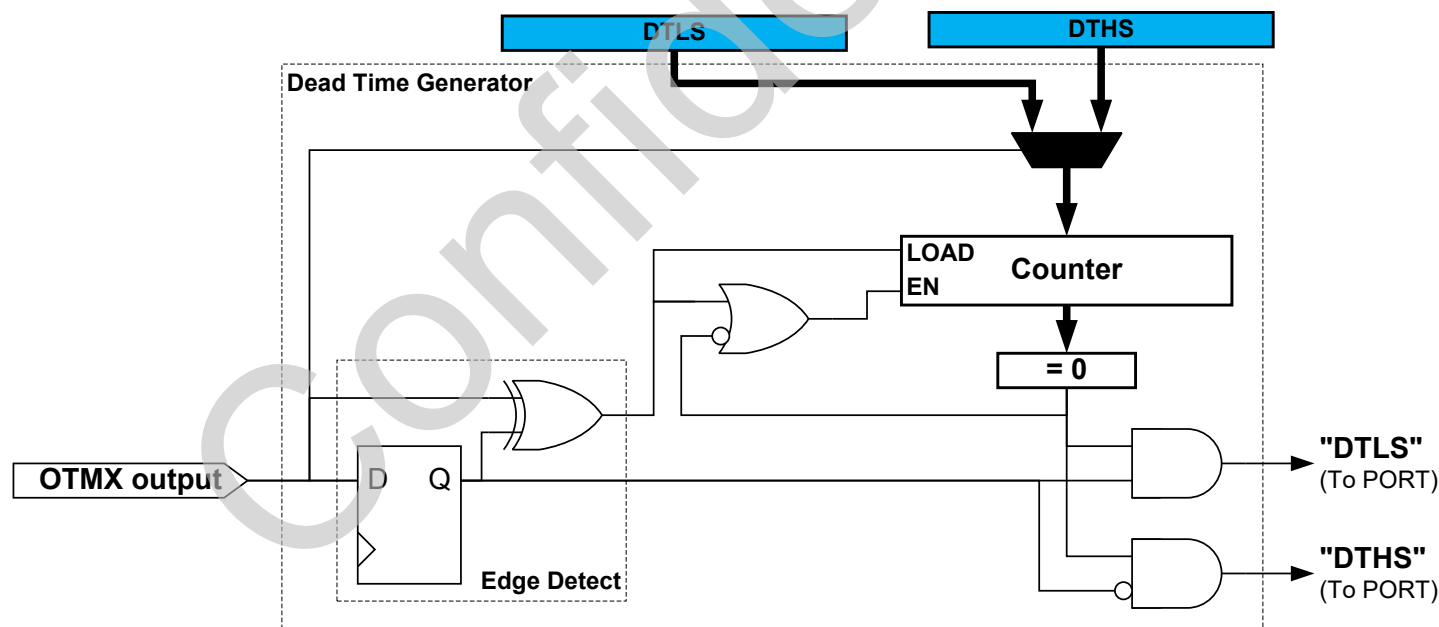 DTLS
DTHS
Dead Time Generator
LOAD
Counter
EN
= 0
"DTLS"
(To PORT)
OTMX output
D Q
"DTHS"
(To PORT)
Edge Detect